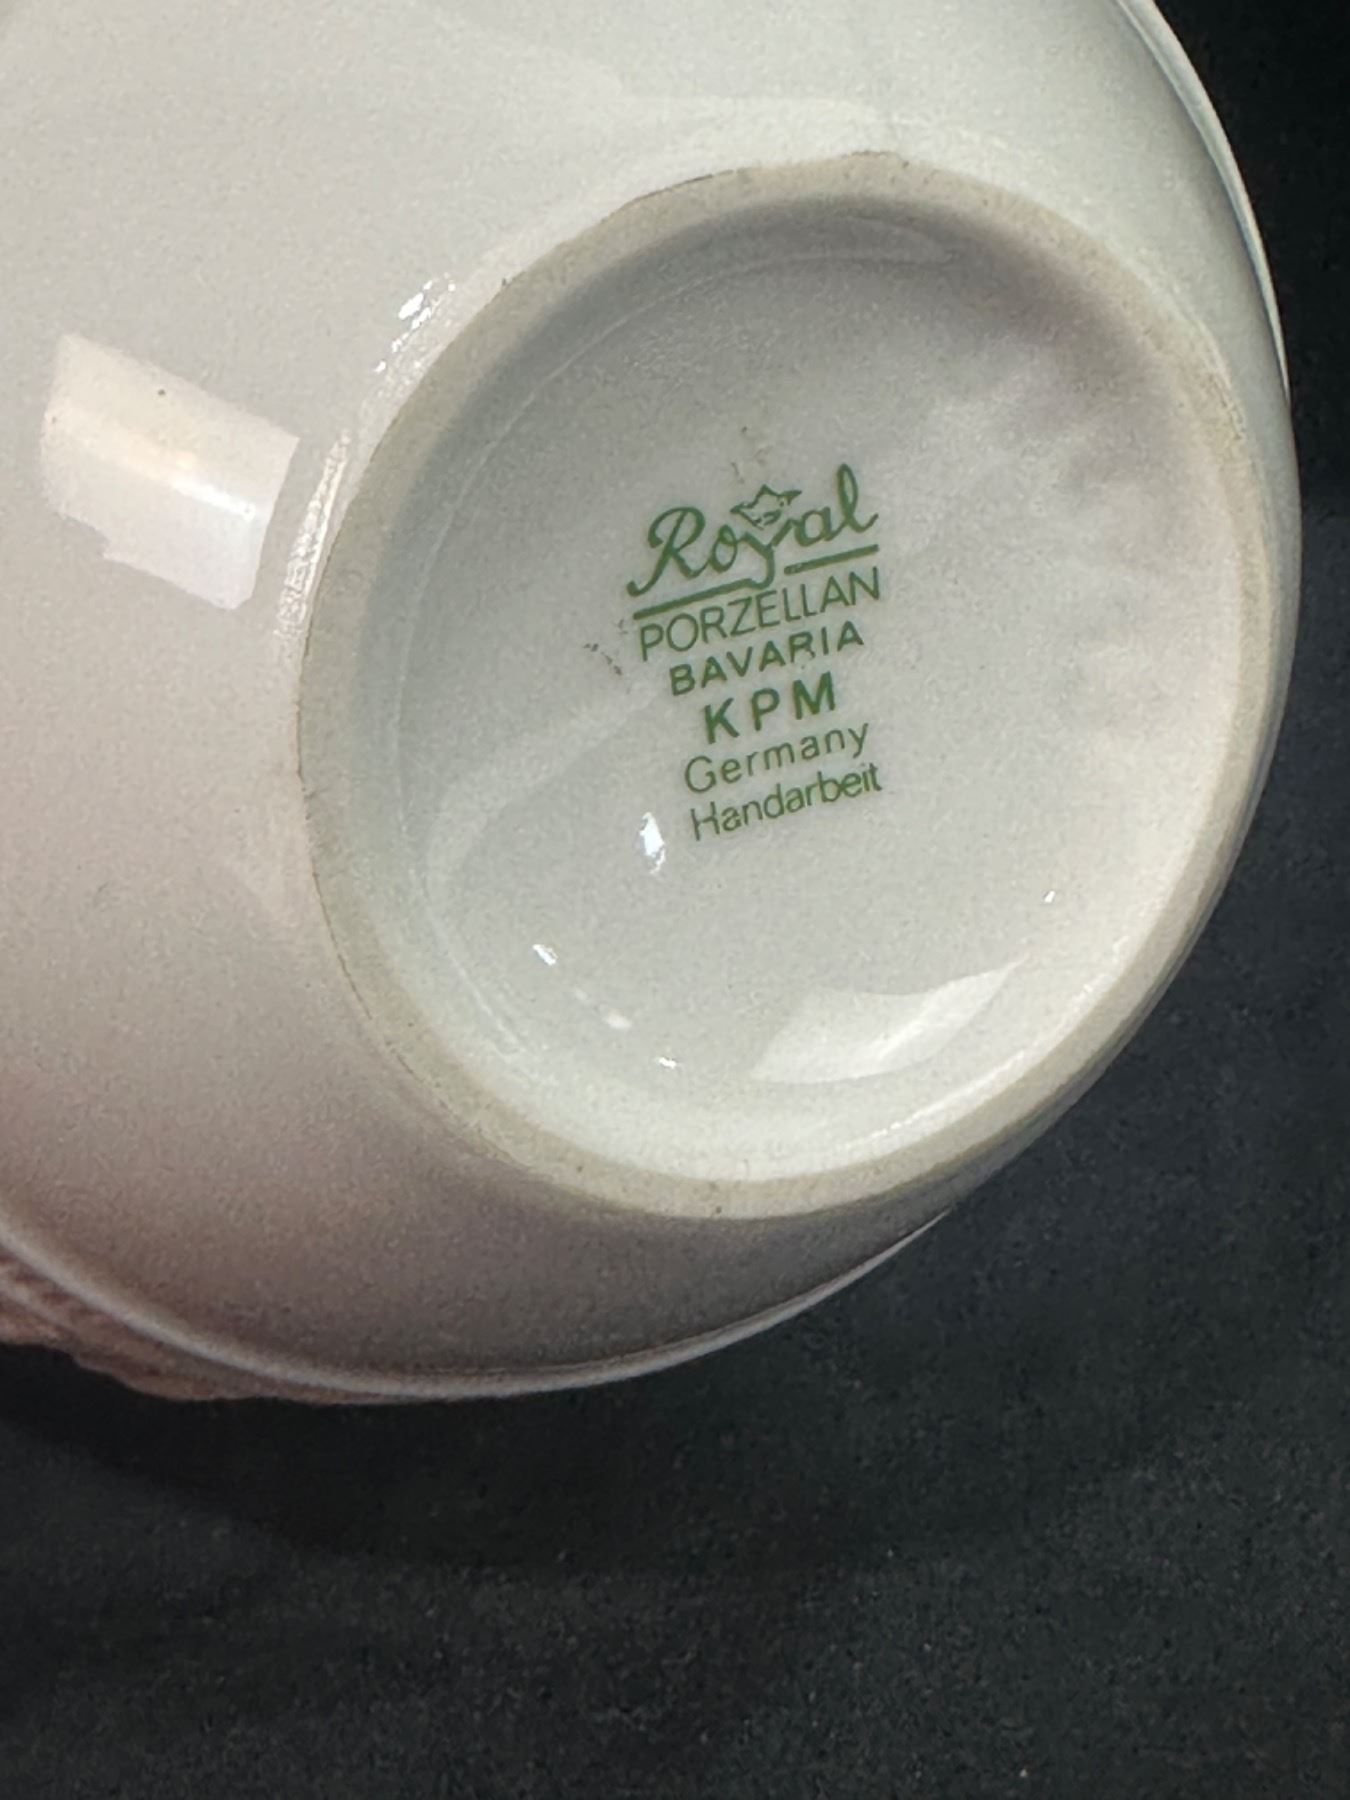 Royal
PORZELLAN
BAVARIA
KPM
Germany
Handarbeit